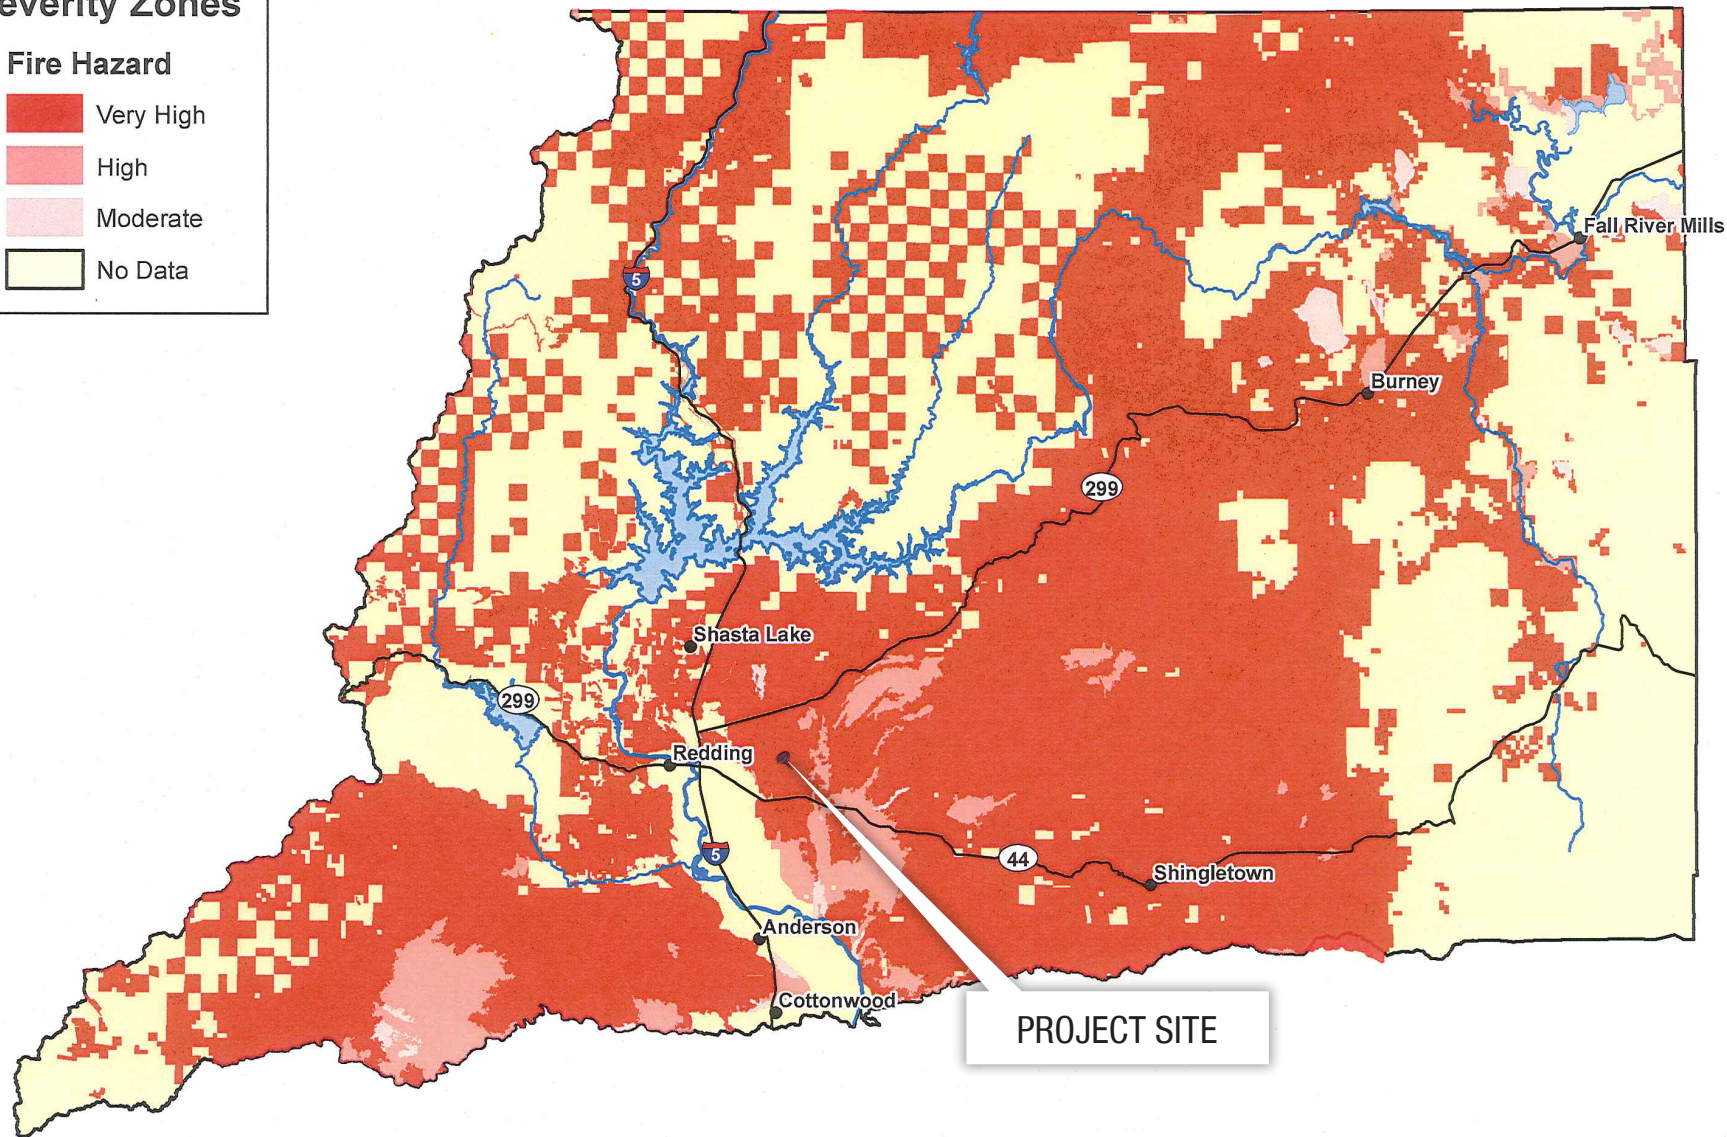 Severity Zones
Fire Hazard
Very High
High
Moderate
No Data
5
Fall River Mills
Burney
299
Shasta Lake
299
Redding
5
44
Shingletown
Anderson
Cottonwood
PROJECT SITE